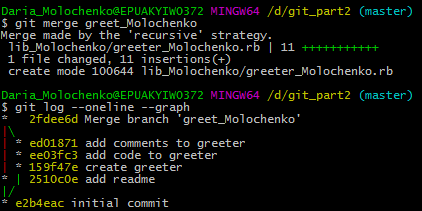 Daria_Molochenko@EPUAKYIW0372 MINGW64 /d/git_part2 (master)
$ git merge greet_Molochenko
Merge made by the 'recursive' strategy.
 lib_Molochenko/greeter_Molochenko.rb | 11 +++++++++++
 1 file changed, 11 insertions(+)
 create mode 100644 lib_Molochenko/greeter_Molochenko.rb

Daria_Molochenko@EPUAKYIW0372 MINGW64 /d/git_part2 (master)
$ git log --oneline --graph
*   2fdee6d Merge branch 'greet_Molochenko'
|\
| * ed01871 add comments to greeter
| * ee03fc3 add code to greeter
| * 159f47e create greeter
* | 2510c0e add readme
|/
* e2b4eac initial commit